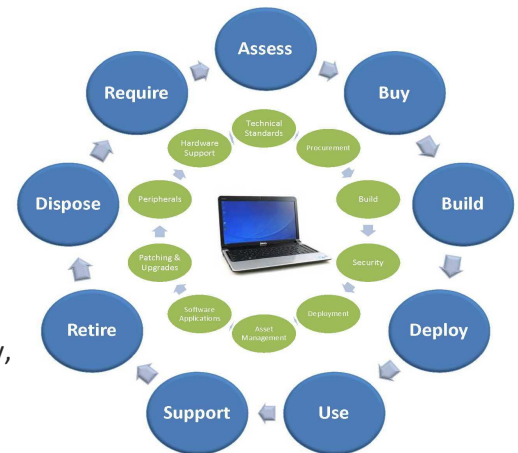 Assess
Buy
Build
Deploy
Use
Support
Retire
Dispose
Require
Technical
Standards
Procurement
Build
Security
Deployment
Asset
Management
Software
Applications
Patching &
Upgrades
Peripherals
Hardware
Support